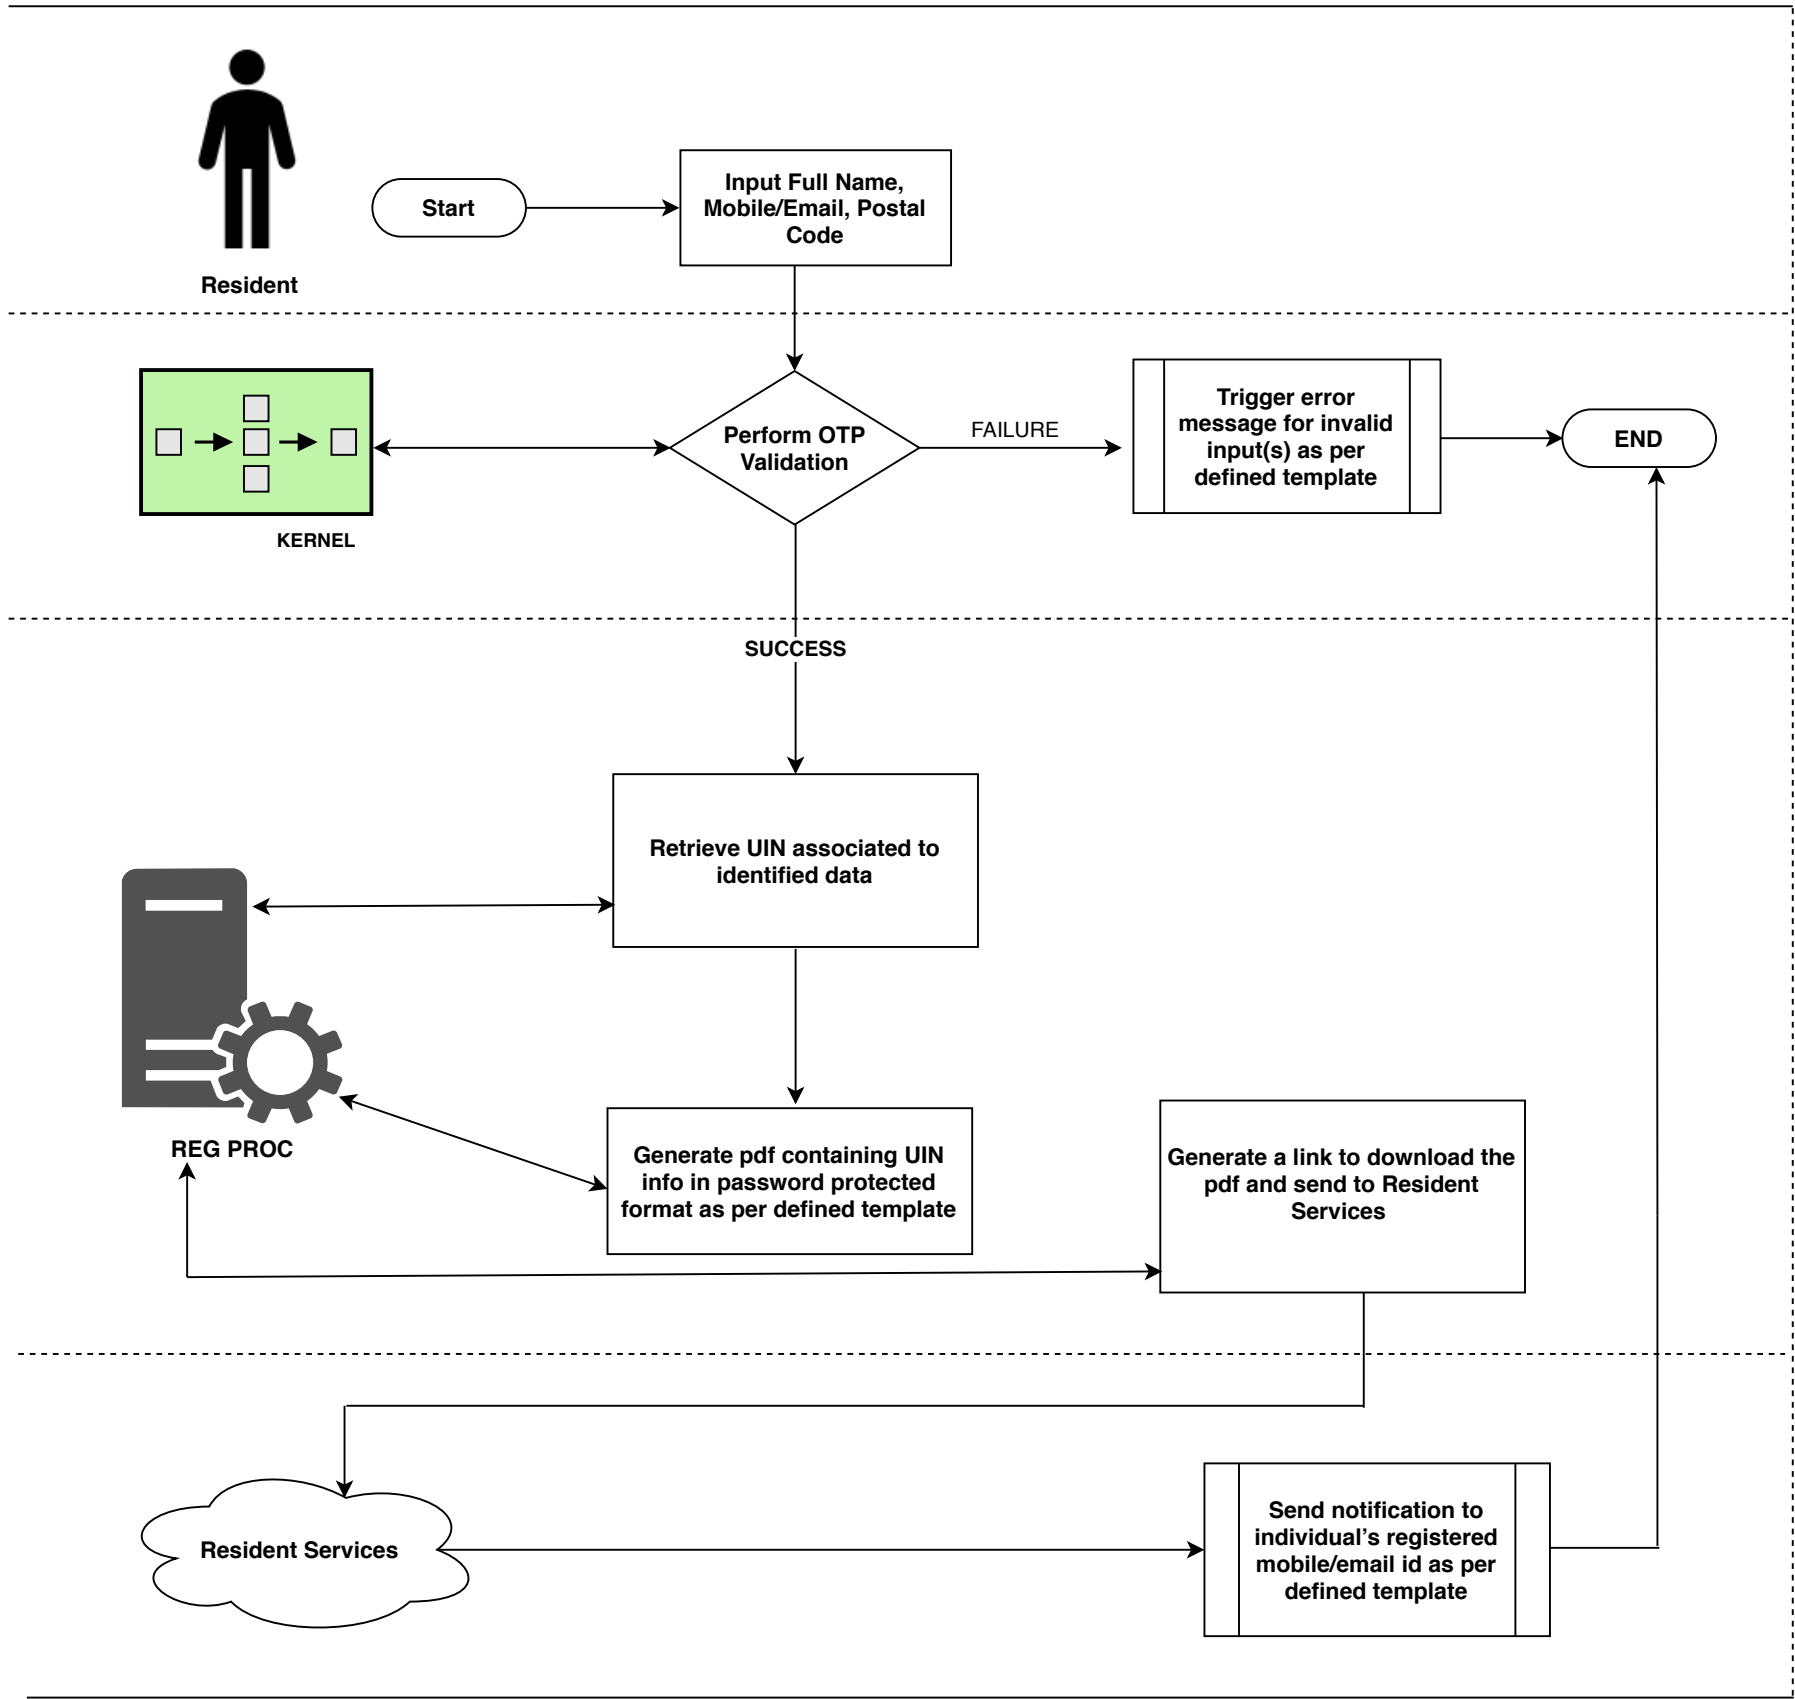 Start
Input Full Name,
Mobile/Email, Postal
Code
Resident
Perform OTP
Validation
FAILURE
Trigger error
message for invalid
input(s) as per
defined template
END
KERNEL
SUCCESS
Retrieve UIN associated to
identified data
REG PROC
Generate pdf containing UIN
info in password protected
format as per defined template
Generate a link to download the
pdf and send to Resident
Services
Resident Services
Send notification to
individual's registered
mobile/email id as per
defined template